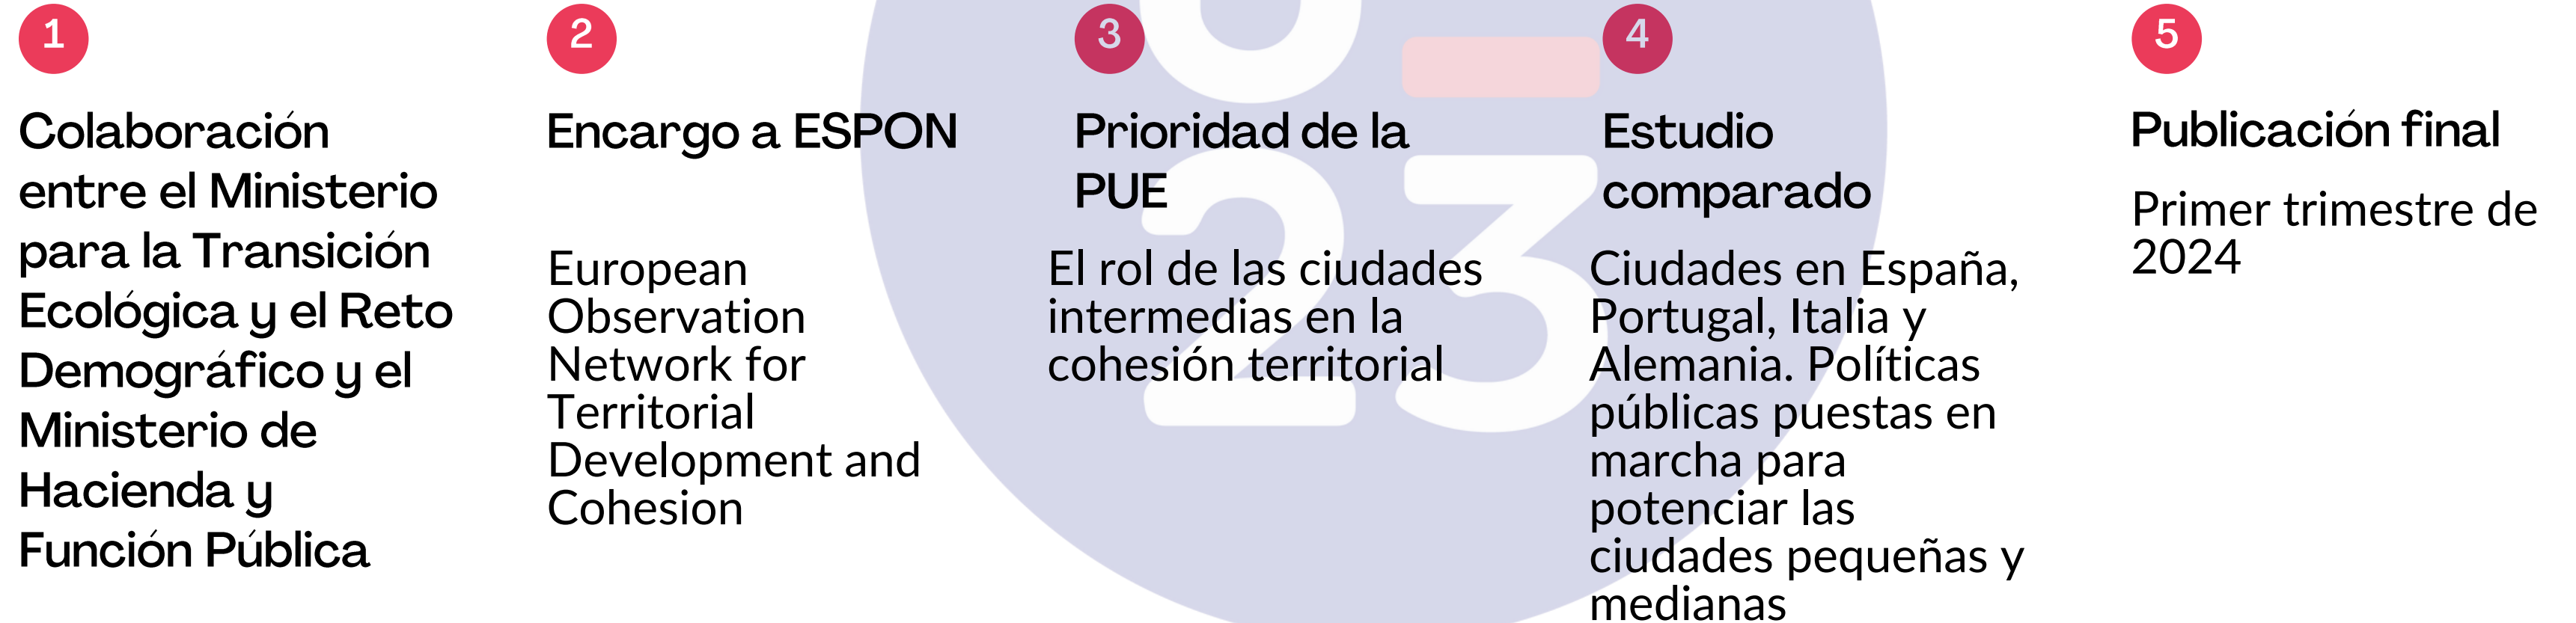 1
Colaboración
entre el Ministerio
para la Transición
Ecológica y el Reto
Demográfico y el
Ministerio de
Hacienda y
Función Pública
2
Encargo a ESPON
European
Observation
Network for
Territorial
Development and
Cohesion
3
Prioridad de la
PUE
El rol de las ciudades
intermedias en la
cohesión territorial
4
Estudio
comparado
Ciudades en España,
Portugal, Italia y
Alemania. Políticas
públicas puestas en
marcha para
potenciar las
ciudades pequeñas y
medianas
5
Publicación final
Primer trimestre de
2024
23